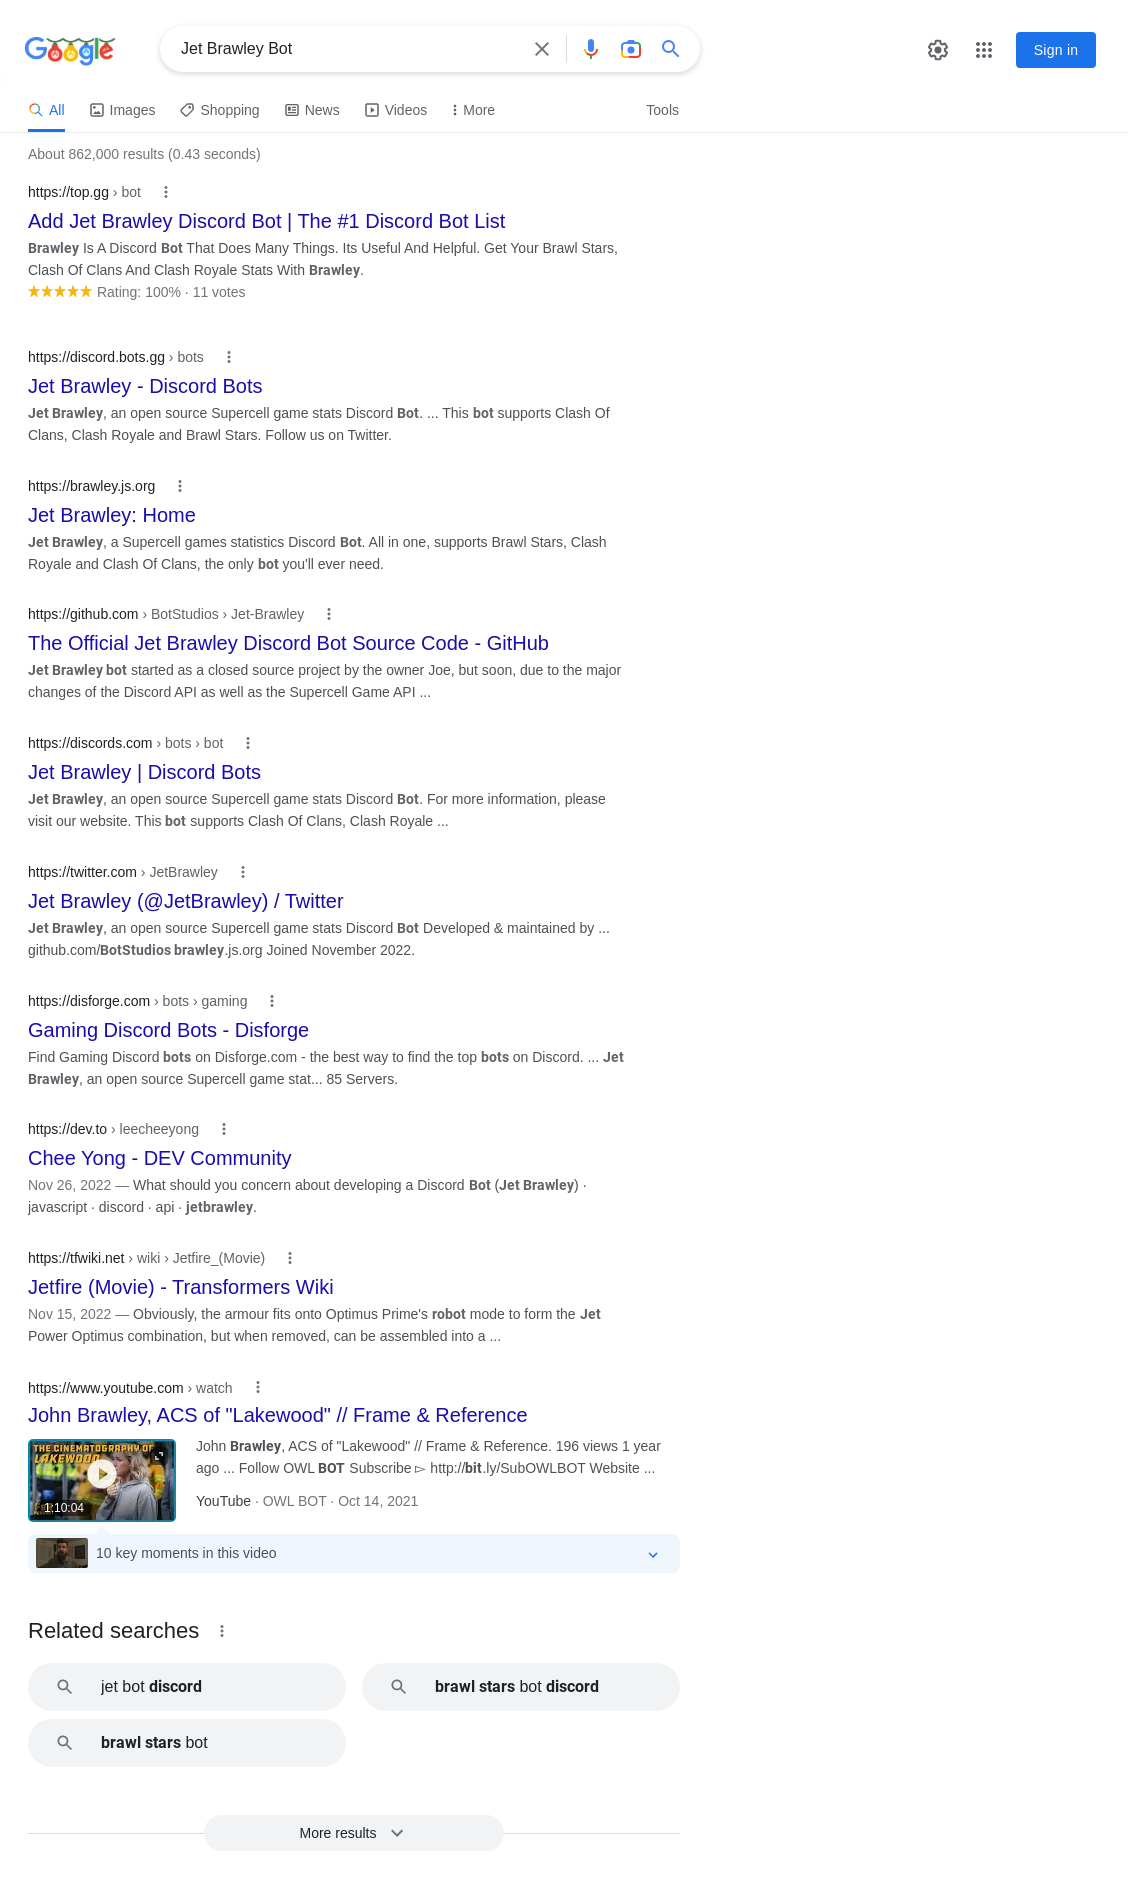 Google
Jet Brawley Bot
Sign in
All
Images
Shopping
News
Videos
More
Tools
About 862,000 results (0.43 seconds)
https://top.gg › bot
Add Jet Brawley Discord Bot | The #1 Discord Bot List
Brawley Is A Discord Bot That Does Many Things. Its Useful And Helpful. Get Your Brawl Stars,
Clash Of Clans And Clash Royale Stats With Brawley.
Rating: 100% · 11 votes
https://discord.bots.gg › bots
Jet Brawley - Discord Bots
Jet Brawley, an open source Supercell game stats Discord Bot. ... This bot supports Clash Of
Clans, Clash Royale and Brawl Stars. Follow us on Twitter.
https://brawley.js.org
Jet Brawley: Home
Jet Brawley, a Supercell games statistics Discord Bot. All in one, supports Brawl Stars, Clash
Royale and Clash Of Clans, the only bot you'll ever need.
https://github.com › BotStudios › Jet-Brawley
The Official Jet Brawley Discord Bot Source Code - GitHub
Jet Brawley bot started as a closed source project by the owner Joe, but soon, due to the major
changes of the Discord API as well as the Supercell Game API ...
https://discords.com › bots › bot
Jet Brawley | Discord Bots
Jet Brawley, an open source Supercell game stats Discord Bot. For more information, please
visit our website. This bot supports Clash Of Clans, Clash Royale ...
https://twitter.com › JetBrawley
Jet Brawley (@JetBrawley) / Twitter
Jet Brawley, an open source Supercell game stats Discord Bot Developed & maintained by ...
github.com/BotStudios brawley.js.org Joined November 2022.
https://disforge.com › bots › gaming
Gaming Discord Bots - Disforge
Find Gaming Discord bots on Disforge.com - the best way to find the top bots on Discord. ... Jet
Brawley, an open source Supercell game stat... 85 Servers.
https://dev.to › leecheeyong
Chee Yong - DEV Community
Nov 26, 2022 — What should you concern about developing a Discord Bot (Jet Brawley) ·
javascript · discord · api · jetbrawley.
https://tfwiki.net › wiki › Jetfire_(Movie)
Jetfire (Movie) - Transformers Wiki
Nov 15, 2022 — Obviously, the armour fits onto Optimus Prime's robot mode to form the Jet
Power Optimus combination, but when removed, can be assembled into a ...
https://www.youtube.com › watch
John Brawley, ACS of "Lakewood" // Frame & Reference
THE CINEMATOGRAPHY OF
LAKEWOOD
1:10:04
John Brawley, ACS of "Lakewood" // Frame & Reference. 196 views 1 year
ago ... Follow OWL BOT Subscribe ▻ http://bit.ly/SubOWLBOT Website ...
YouTube · OWL BOT · Oct 14, 2021
10 key moments in this video
Related searches
jet bot discord
brawl stars bot discord
brawl stars bot
More results